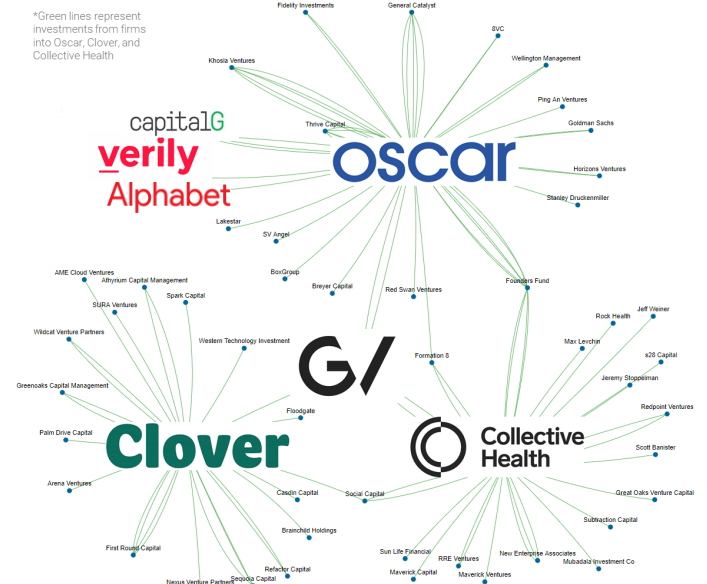 *Green lines represent
investments from firms
into Oscar, Clover, and
Collective Health
Fidelity Investments
General Catalyst
8VC
Khosla Ventures
Wellington Management
Ping An Ventures
capitalG
Thrive Capital
Goldman Sachs
verily
oscar
Alphabet
Horizons Ventures
Stanley Druckenmiller
Lakestar
SV Angel
BoxGroup
Breyer Capital
Red Swan Ventures
Founders Fund
AME Cloud Ventures
Athyrium Capital Management
Spark Capital
SURA Ventures
Wildcat Venture Partners
Western Technology Investment
GV
Formation 8
Rock Health
Jeff Weiner
Max Levchin
s28 Capital
Jeremy Stoppelman
Greenoaks Capital Management
Floodgate
Redpoint Ventures
Palm Drive Capital
Clover
Collective
Health
Scott Banister
Arena Ventures
Casdin Capital
Social Capital
Great Oaks Venture Capital
Subtraction Capital
Brainchild Holdings
First Round Capital
Sun Life Financial
RRE Ventures
New Enterprise Associates
Mubadala Investment Co
Refactor Capital
Maverick Capital
Maverick Ventures
Nexus Venture Partners
Sequoia Capital